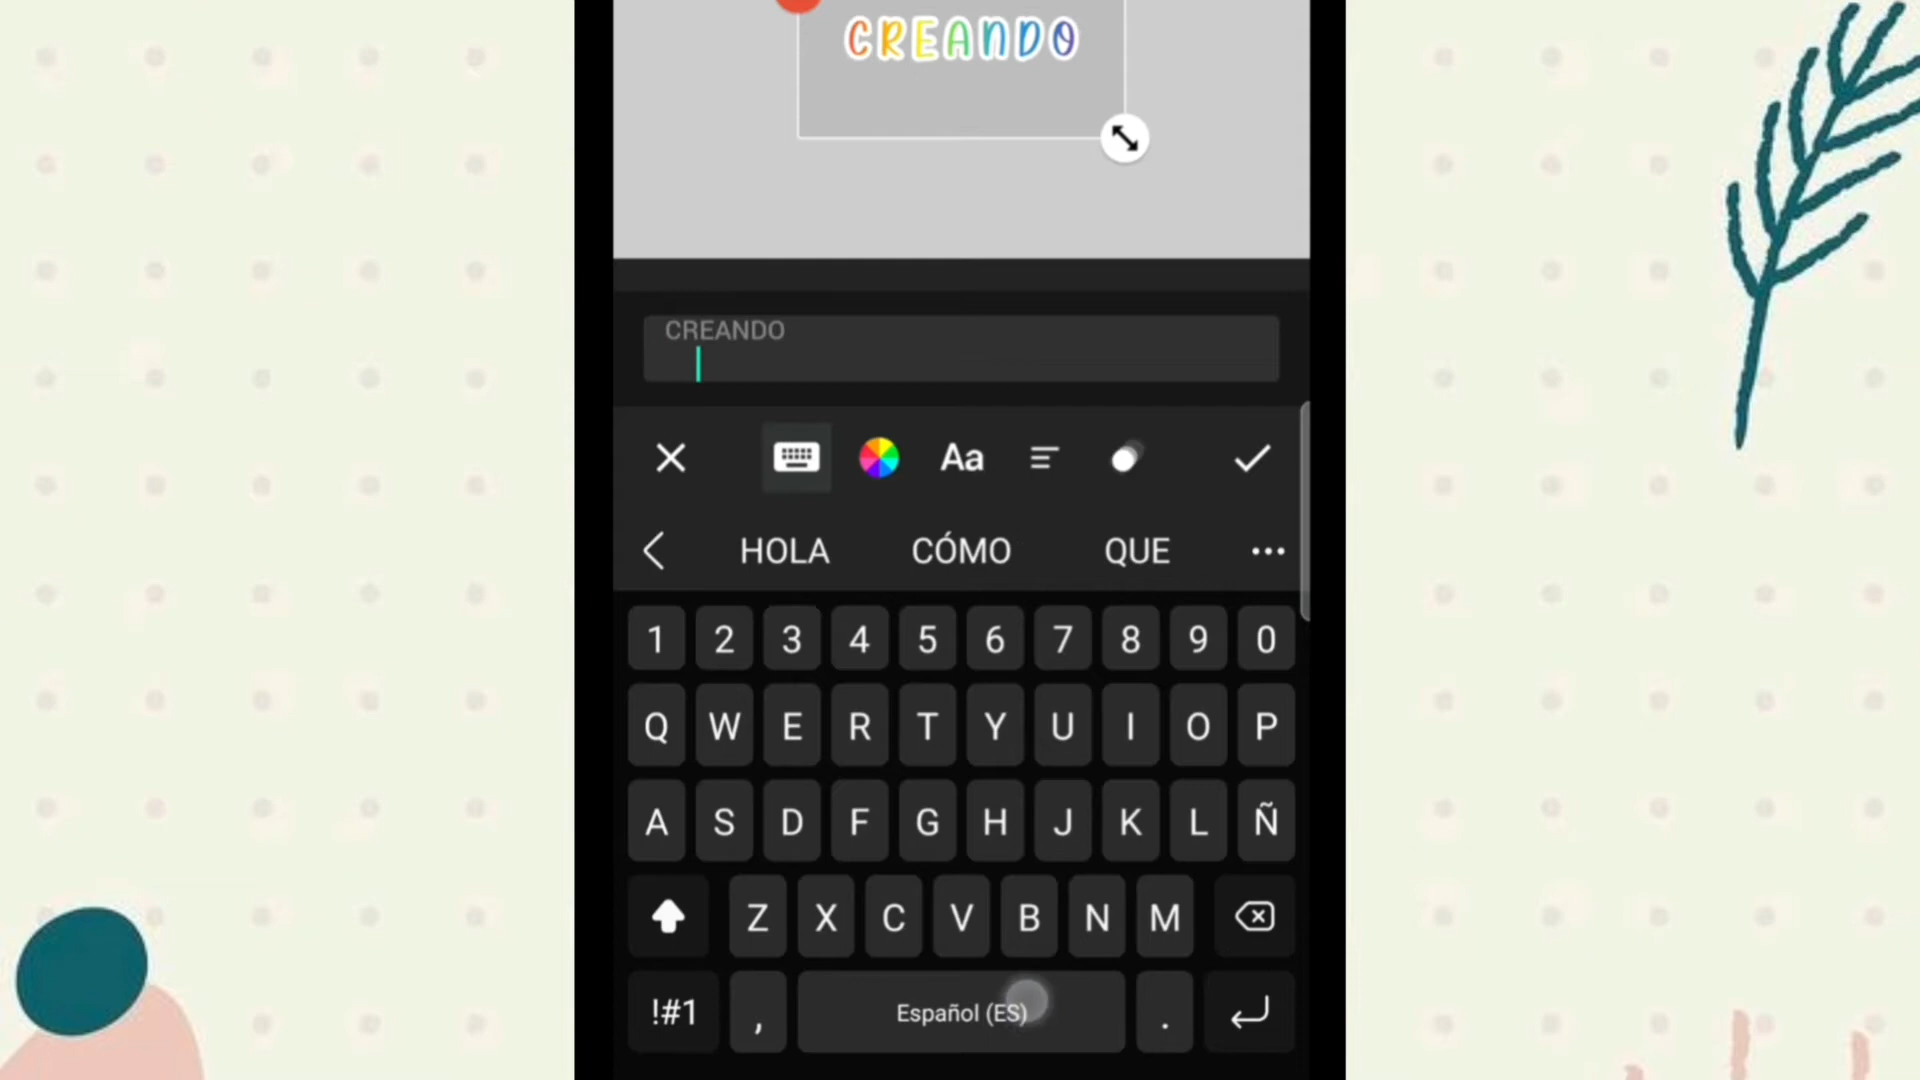 CREANDO
CREANDO
Aa
HOLA CÓMO QUE
1 2 3 4 5 6 7 8 9 0
Q W E R T Y U I O P
A S D F G H J K L Ñ
Z X C V B N M
!#1 , Español (ES) .